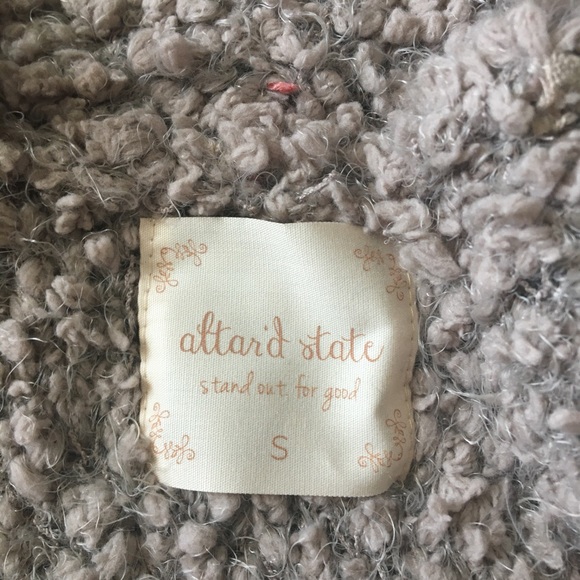 altar'd state
stand out. for good
S